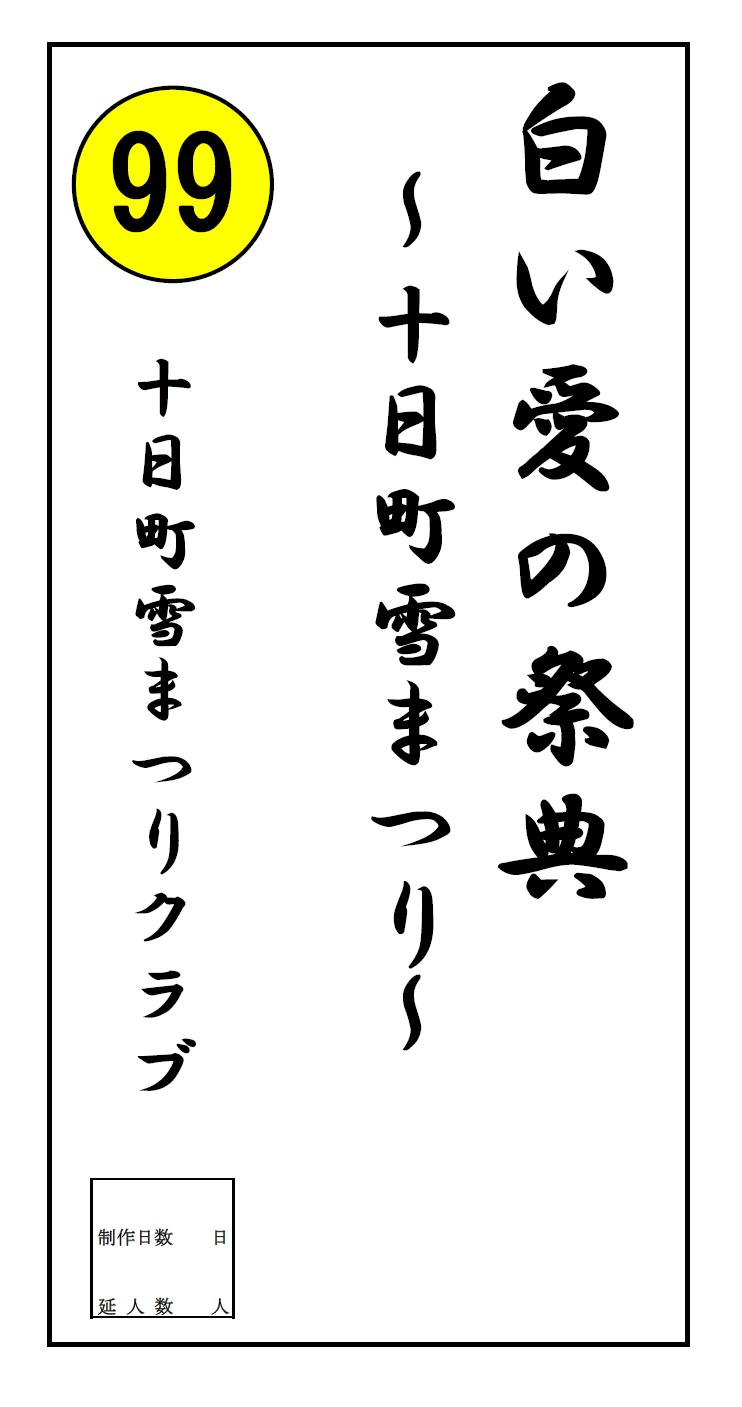 白い愛の祭典
～十日町雪まつり～
99
十日町雪まつりクラブ
制作日数　　日
延 人 数　　人